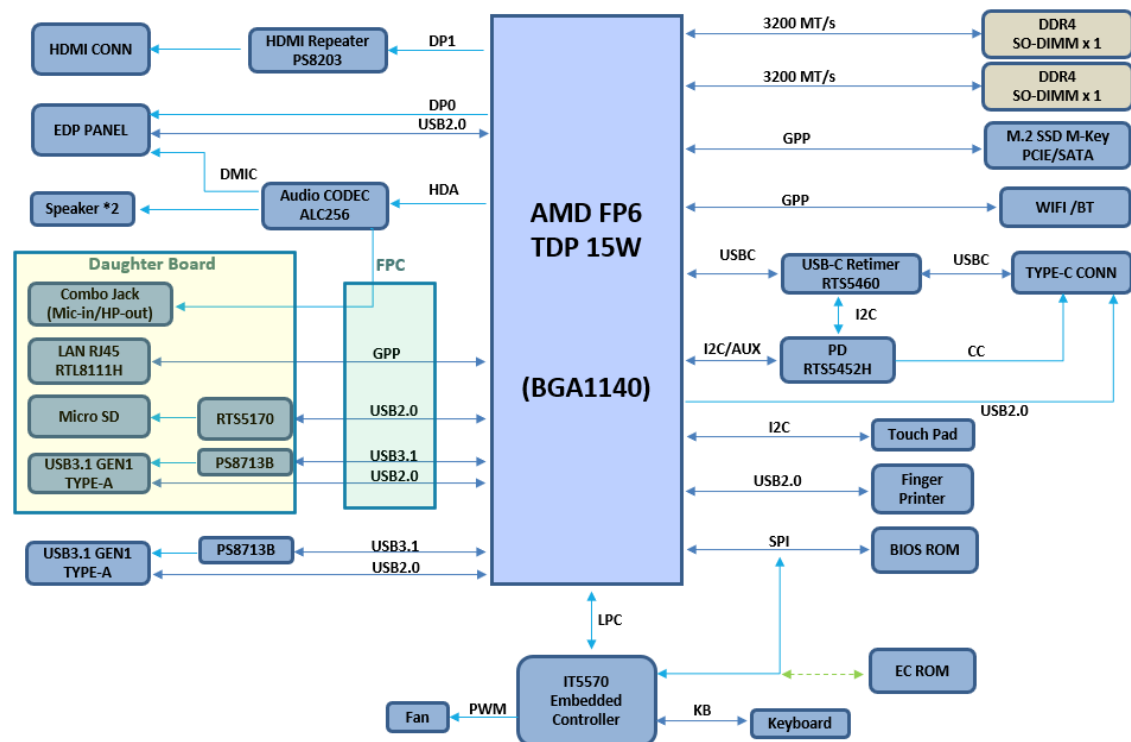 HDMI CONN
HDMI Repeater
PS8203
DP1
EDP PANEL
DP0
USB2.0
DMIC
Speaker *2
Audio CODEC
ALC256
HDA
Daughter Board
FPC
Combo Jack
(Mic-in/HP-out)
LAN RJ45
RTL8111H
GPP
Micro SD
RTS5170
USB2.0
USB3.1 GEN1
TYPE-A
PS8713B
USB3.1
USB2.0
USB3.1 GEN1
TYPE-A
PS8713B
USB3.1
USB2.0
AMD FP6
TDP 15W
(BGA1140)
3200 MT/s
DDR4
SO-DIMM x 1
3200 MT/s
DDR4
SO-DIMM x 1
GPP
M.2 SSD M-Key
PCIE/SATA
GPP
WIFI /BT
USBC
USB-C Retimer
RTS5460
USBC
TYPE-C CONN
I2C
I2C/AUX
PD
RTS5452H
CC
USB2.0
I2C
Touch Pad
USB2.0
Finger
Printer
SPI
BIOS ROM
EC ROM
LPC
IT5570
Embedded
Controller
Fan
PWM
KB
Keyboard